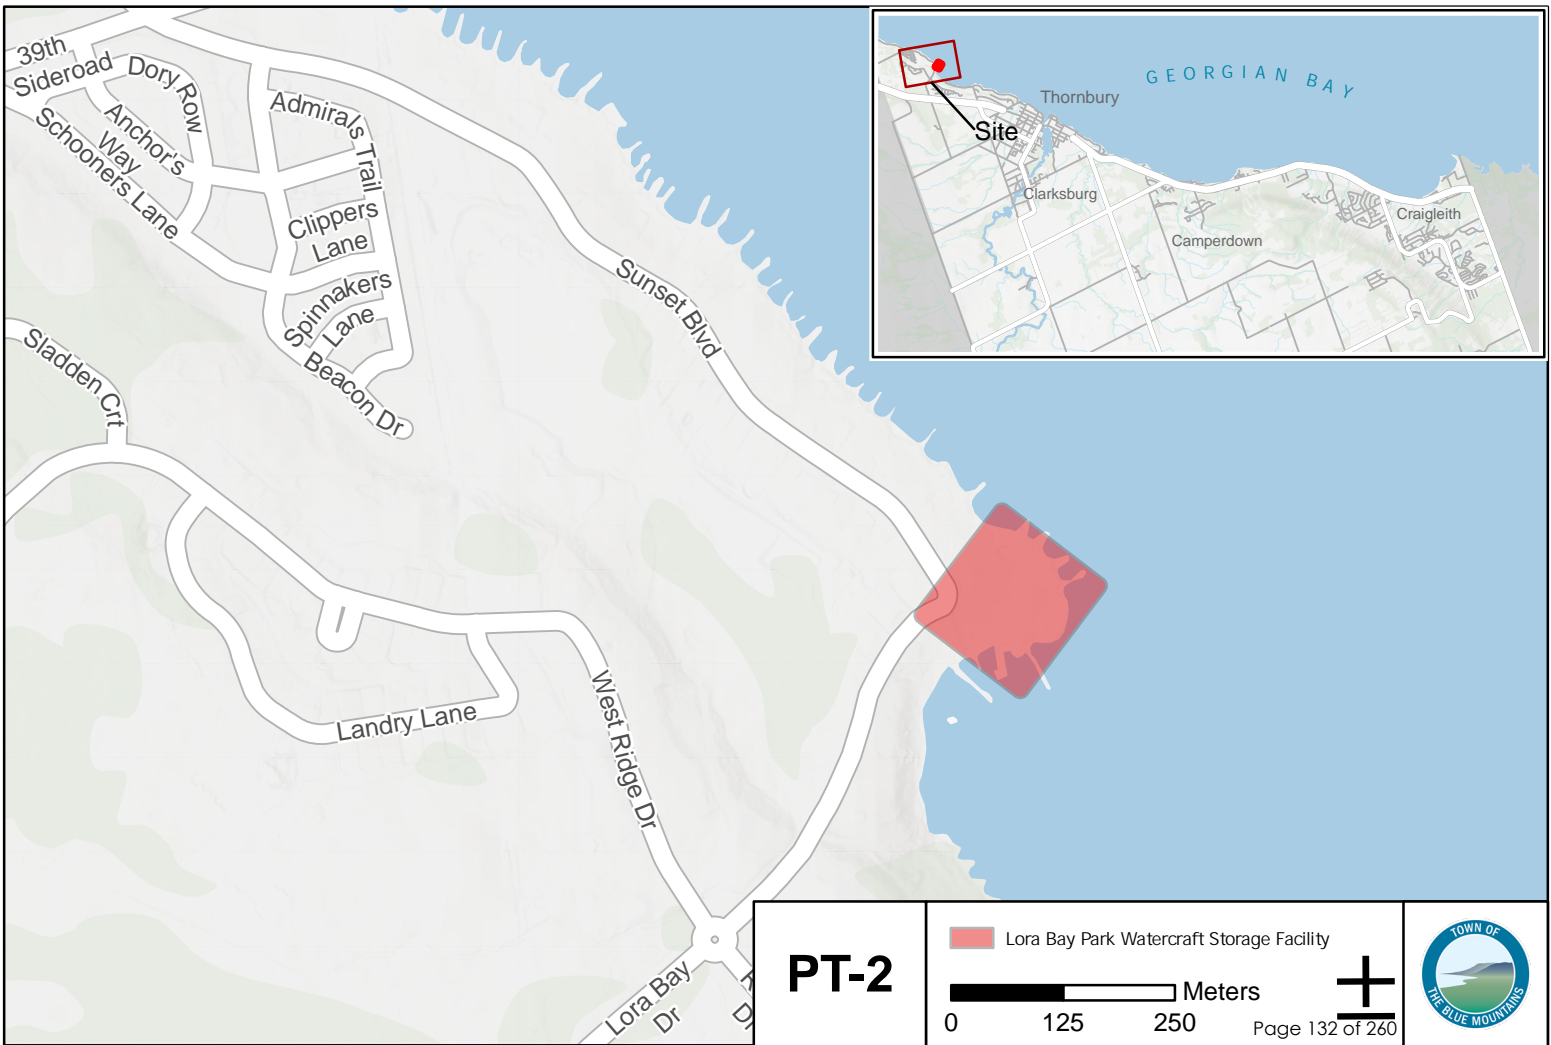 39th
Sideroad
Dory Row
Anchor's
Way
Schooners Lane
Admirals Trail
Clippers
Lane
Spinnakers
Lane
Beacon Dr
Sladden Crt
Sunset Blvd
Landry Lane
West Ridge Dr
Lora Bay
Dr
GEORGIAN BAY
Thornbury
Site
Clarksburg
Camperdown
Craigleith
PT-2
Lora Bay Park Watercraft Storage Facility
Meters
0 125 250
Page 132 of 260
TOWN OF
THE BLUE MOUNTAINS